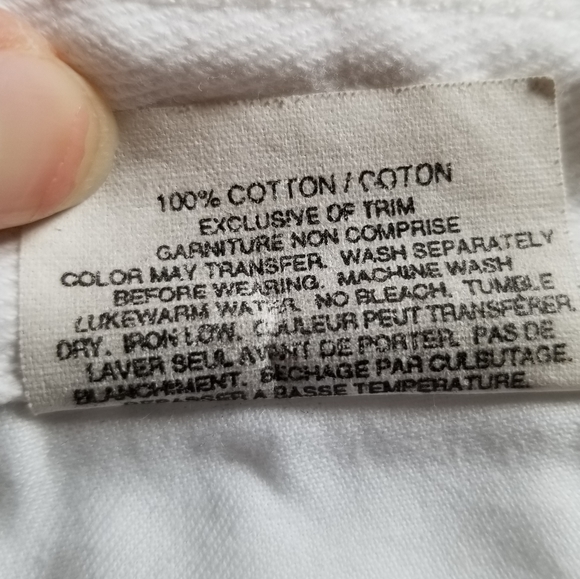 100% COTTON / COTON
EXCLUSIVE OF TRIM
GARNITURE NON COMPRISE
COLOR MAY TRANSFER. WASH SEPARATELY
BEFORE WEARING. MACHINE WASH
LUKEWARM WATER. NO BLEACH. TUMBLE
DRY. IRON LOW. COULEUR PEUT TRANSFÉRER.
LAVER SEUL AVANT DE PORTER. PAS DE
BLANCHIMENT. SÉCHAGE PAR CULBUTAGE.
REPASSER A BASSE TEMPERATURE.